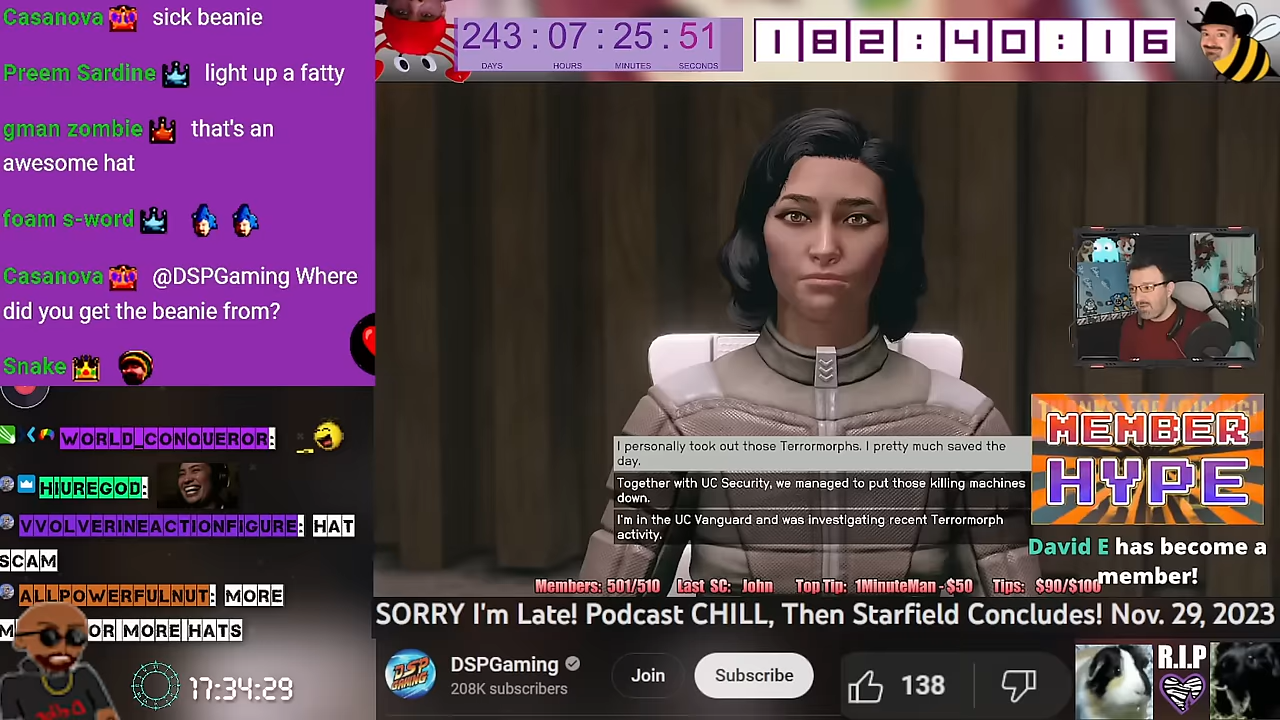 Casanova sick beanie
Preem Sardine light up a fatty
gman zombie that's an
awesome hat
foam s-word
Casanova @DSPGaming Where
did you get the beanie from?
Snake
WORLD_CONQUEROR:
HIUREGOD:
VVOLVERINEACTIONFIGURE: HAT
SCAM
ALLPOWERFULNUT: MORE
OR MORE HATS
17:34:29
243:07:25:51
DAYS HOURS MINUTES SECONDS
182:40:16
I personally took out those Terrormorphs. I pretty much saved the
day.
Together with UC Security, we managed to put those killing machines
down.
I'm in the UC Vanguard and was investigating recent Terrormorph
activity.
THANKS FOR JOINING!
MEMBER
HYPE
David E has become a
member!
Members: 501/510 Last SC: John Top Tip: 1MinuteMan - $50 Tips: $90/$100
SORRY I'm Late! Podcast CHILL, Then Starfield Concludes! Nov. 29, 2023
DSP
GAMING
DSPGaming
208K subscribers
Join
Subscribe
138
R.I.P